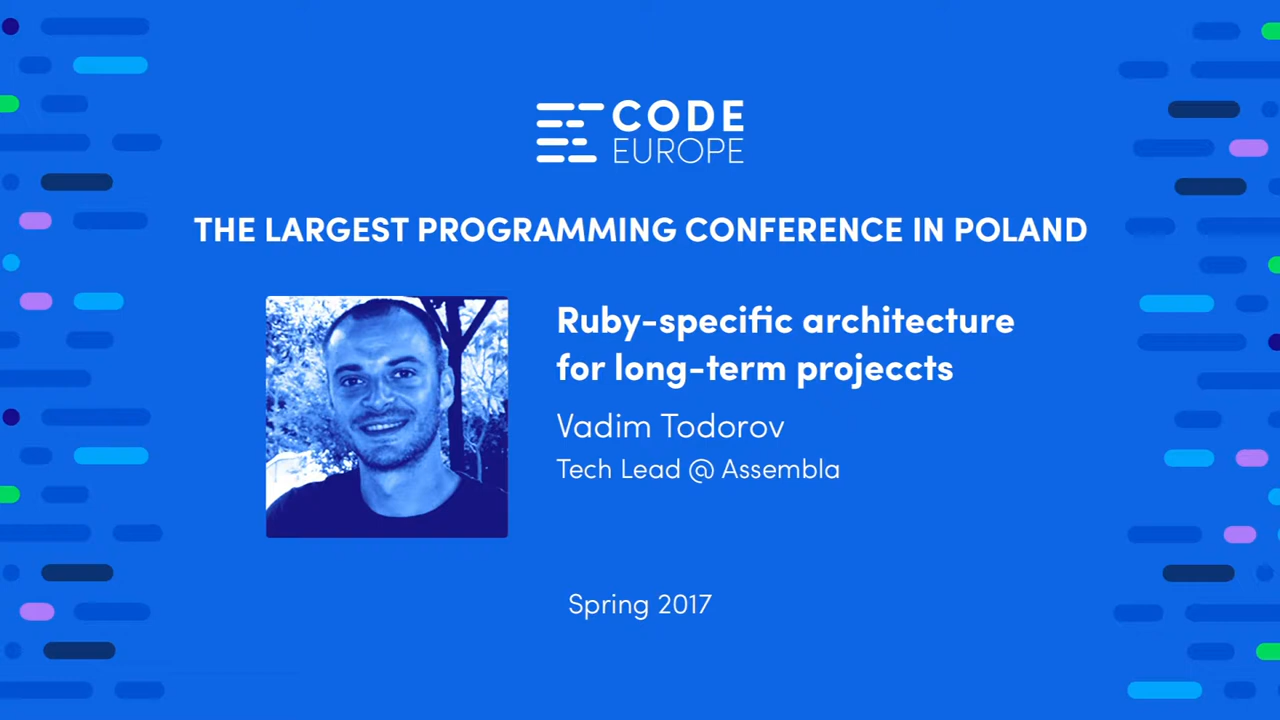 CODE
EUROPE
THE LARGEST PROGRAMMING CONFERENCE IN POLAND
Ruby-specific architecture
for long-term projeccts
Vadim Todorov
Tech Lead @ Assembla
Spring 2017